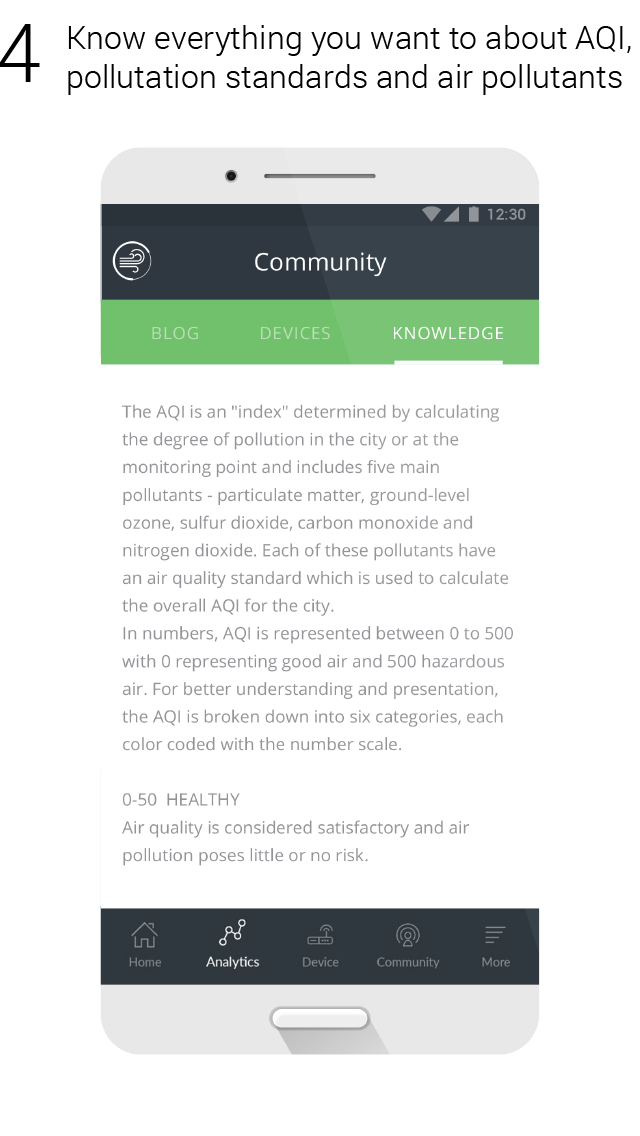 4
Know everything you want to about AQI,
pollutation standards and air pollutants
12:30
Community
BLOG DEVICES KNOWLEDGE
The AQI is an "index" determined by calculating
the degree of pollution in the city or at the
monitoring point and includes five main
pollutants - particulate matter, ground-level
ozone, sulfur dioxide, carbon monoxide and
nitrogen dioxide. Each of these pollutants have
an air quality standard which is used to calculate
the overall AQI for the city.
In numbers, AQI is represented between 0 to 500
with 0 representing good air and 500 hazardous
air. For better understanding and presentation,
the AQI is broken down into six categories, each
color coded with the number scale.
0-50 HEALTHY
Air quality is considered satisfactory and air
pollution poses little or no risk.
Home Analytics Device Community More